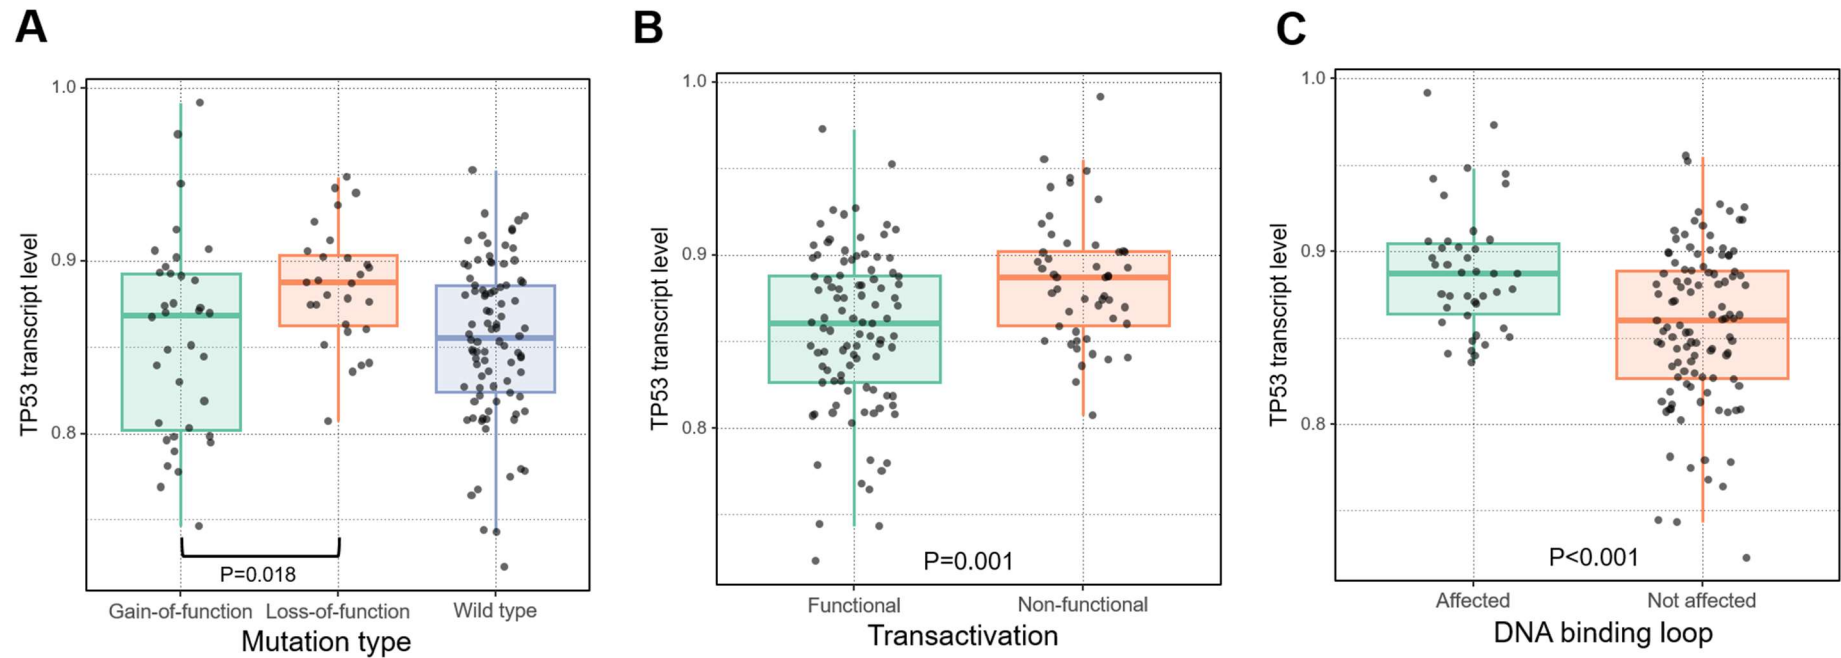 A
TP53 transcript level
1.0
0.9
0.8
P=0.018
Gain-of-function Loss-of-function Wild type
Mutation type
B
TP53 transcript level
1.0
0.9
0.8
P=0.001
Functional Non-functional
Transactivation
C
TP53 transcript level
1.0
0.9
0.8
P<0.001
Affected Not affected
DNA binding loop